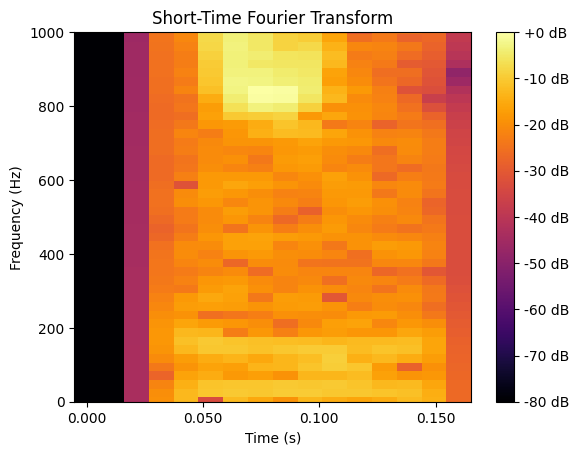 Short-Time Fourier Transform
1000
800
600
400
200
0
Frequency (Hz)
0.000
0.050
0.100
0.150
Time (s)
+0 dB
-10 dB
-20 dB
-30 dB
-40 dB
-50 dB
-60 dB
-70 dB
-80 dB